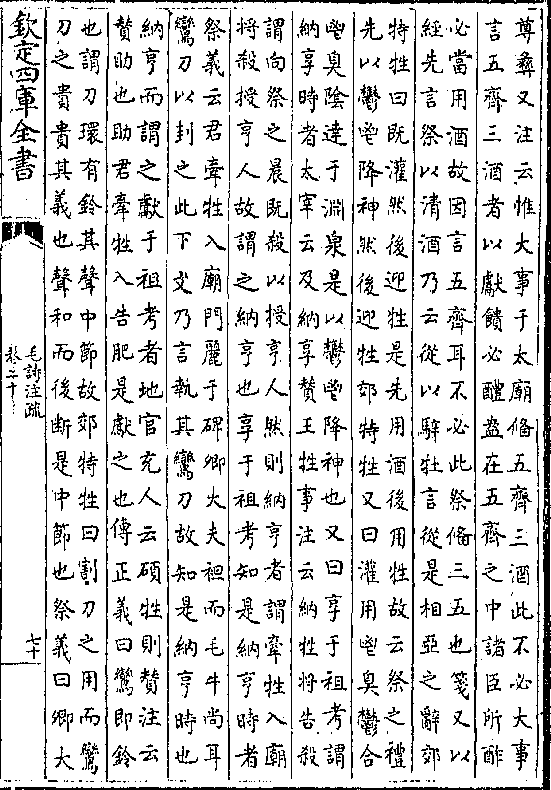 尊彝又注云惟大事于太廟備五齊三酒此不必大事
言五齊三酒者以獻饋必醴盎在五齊之中諸臣所酢
必當用酒故因言五齊耳不必此祭備三五也箋又以
經先言祭以清酒乃云從以騂牡言從是相亞之辭郊
特牲曰既灌然後迎牲是先用酒後用牲故云祭之禮
先以鬱鬯降神然後迎牲郊特牲又曰灌用鬯臭鬱合
鬯臭隂達于淵泉是以鬱鬯降神也又曰享于祖考謂
納亨時者太宰云及納亨賛王牲事注云納牲將告殺
謂向祭之晨既殺以授亨人然則納亨者謂牽牲入廟
將殺授亨人故謂之納亨也享于祖考知是納亨時者
祭義云君牽牲入廟門麗于碑卿大夫袒而毛牛尚耳
鸞刀以刲之此下文乃言執其鸞刀故知是納亨時也
納亨而謂之獻于祖考者地官充人云碩牲則賛注云
賛助也助君牽牲入告肥是獻之也傳正義曰鸞即鈴
也謂刀環有鈴其聲中節故郊特牲曰割刀之用而鸞
刀之貴貴其義也聲和而後斷是中節也祭義曰卿大
欽定四庫全書
毛詩注疏
卷二十
七十